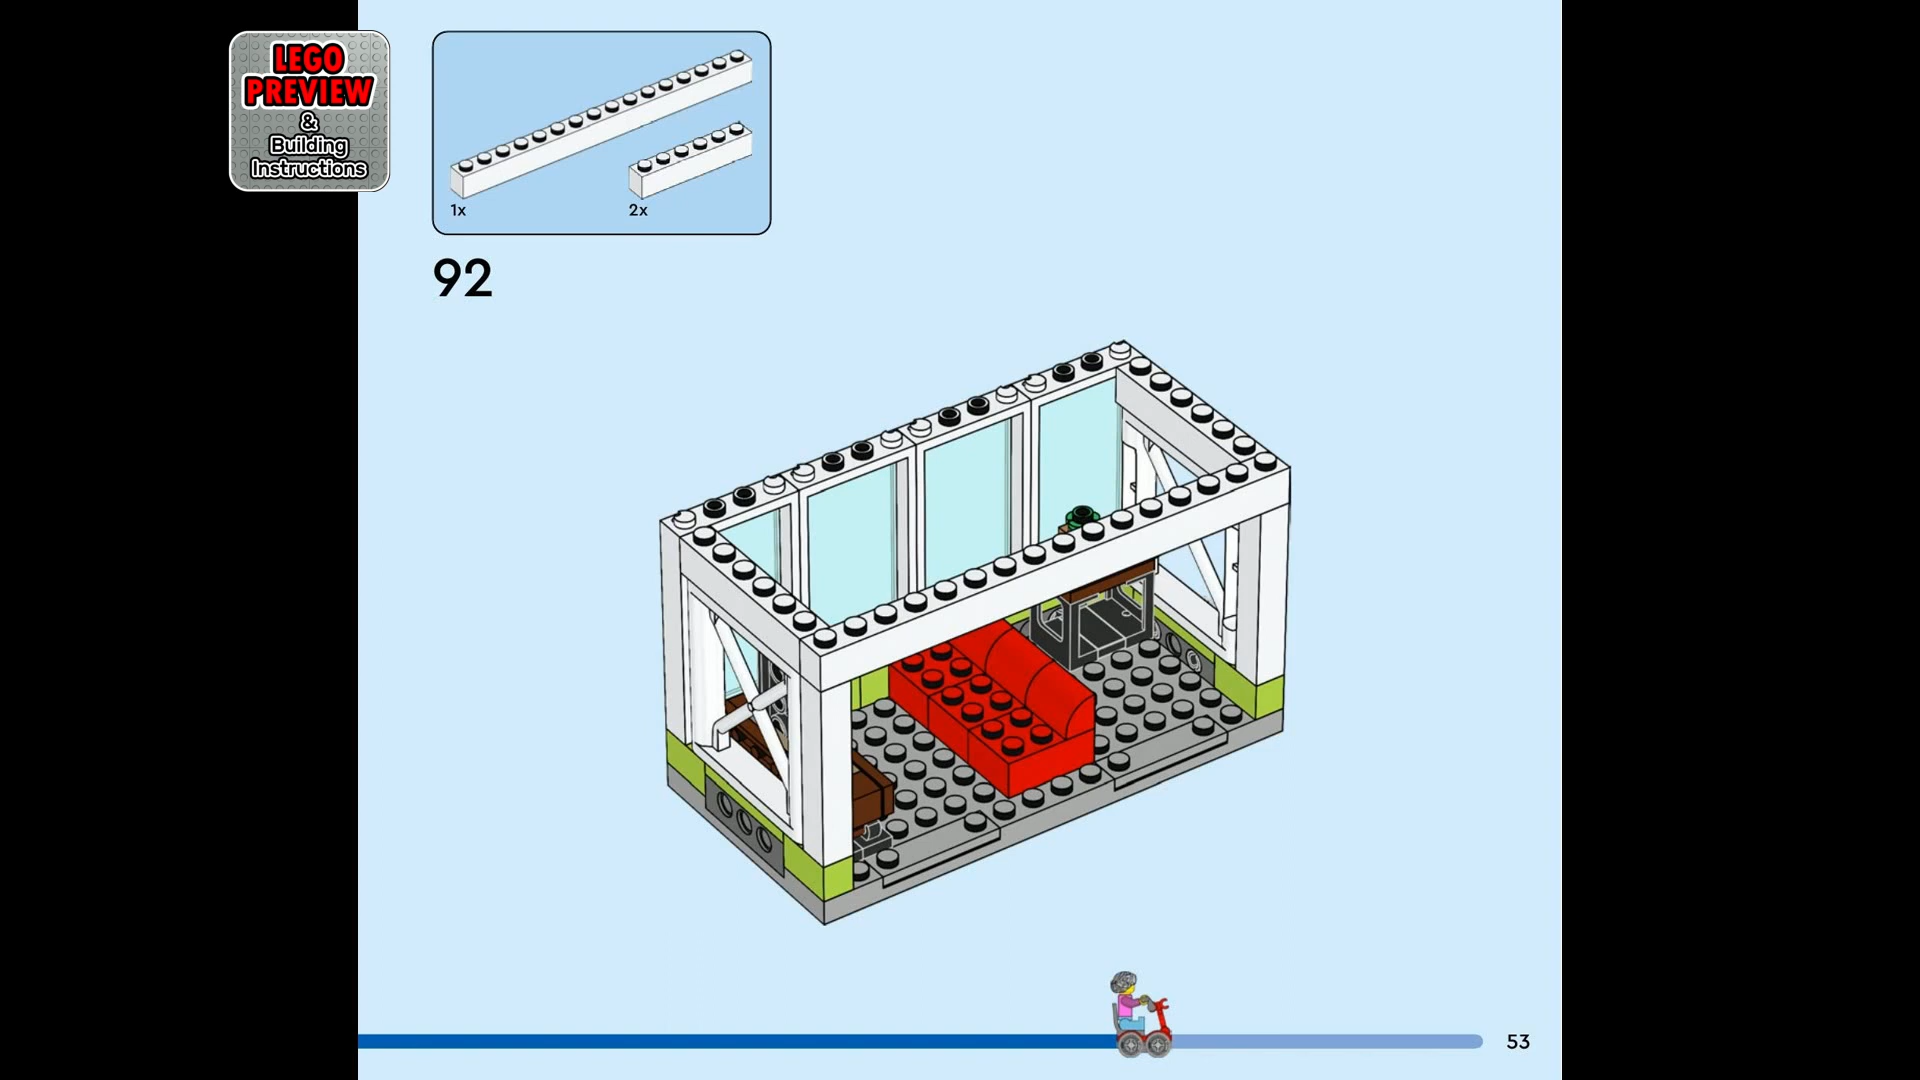 LEGO
PREVIEW
&
Building
Instructions
1x
2x
92
53